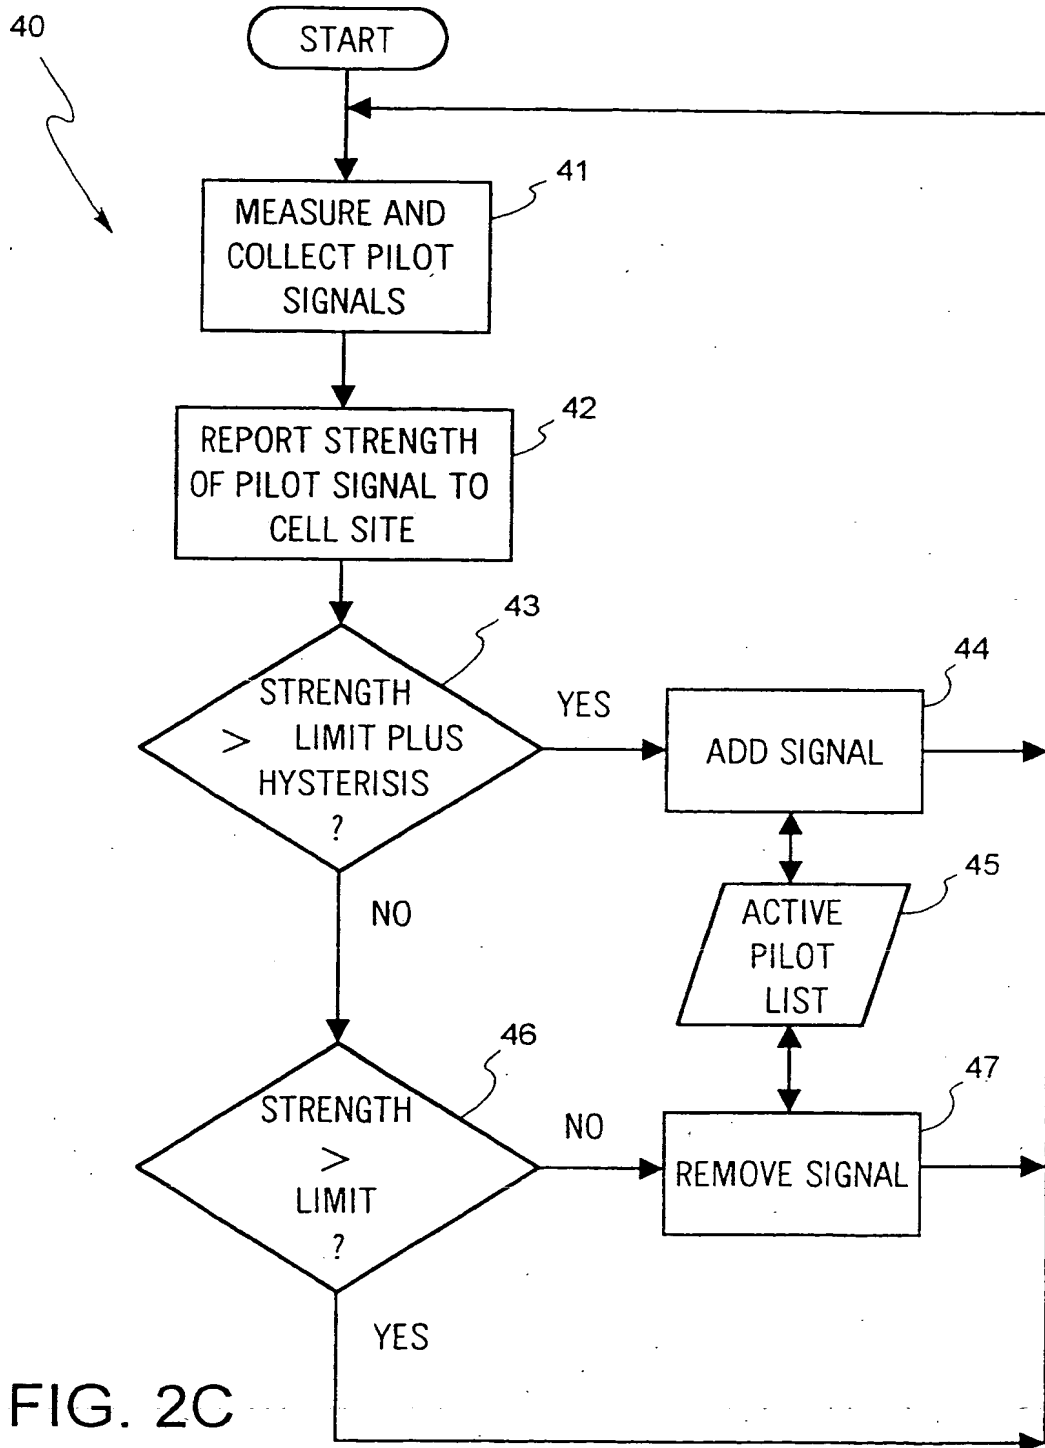 40
START
41
MEASURE AND
COLLECT PILOT
SIGNALS
42
REPORT STRENGTH
OF PILOT SIGNAL TO
CELL SITE
43
STRENGTH
> LIMIT PLUS
HYSTERISIS
?
YES
44
ADD SIGNAL
NO
45
ACTIVE
PILOT
LIST
46
STRENGTH
>
LIMIT
?
NO
47
REMOVE SIGNAL
YES
FIG. 2C